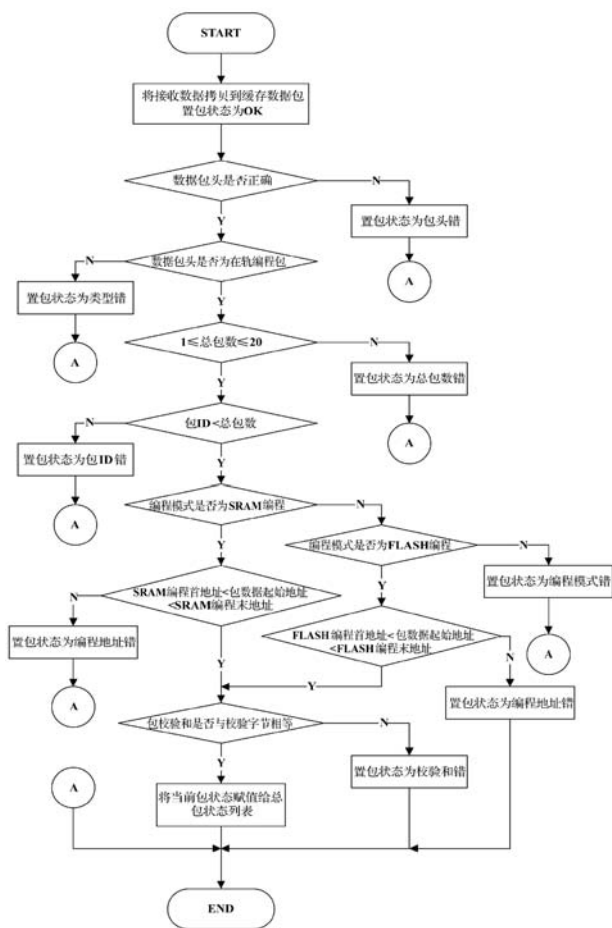 START
将接收数据拷贝到缓存数据包
置包状态为OK
数据包头是否正确
N
Y
置包状态为包头错
A
数据包头是否为在轨编程包
N
Y
置包状态为类型错
A
1≤总包数≤20
N
Y
置包状态为总包数错
A
包ID<总包数
N
Y
置包状态为包ID错
A
编程模式是否为SRAM编程
N
Y
编程模式是否为FLASH编程
N
Y
置包状态为编程模式错
A
SRAM编程首地址<包数据起始地址
<SRAM编程末地址
N
Y
置包状态为编程地址错
A
FLASH编程首地址<包数据起始地址
<FLASH编程末地址
N
Y
置包状态为编程地址错
包校验和是否与校验字节相等
N
Y
置包状态为校验和错
A
将当前包状态赋值给总
包状态列表
END